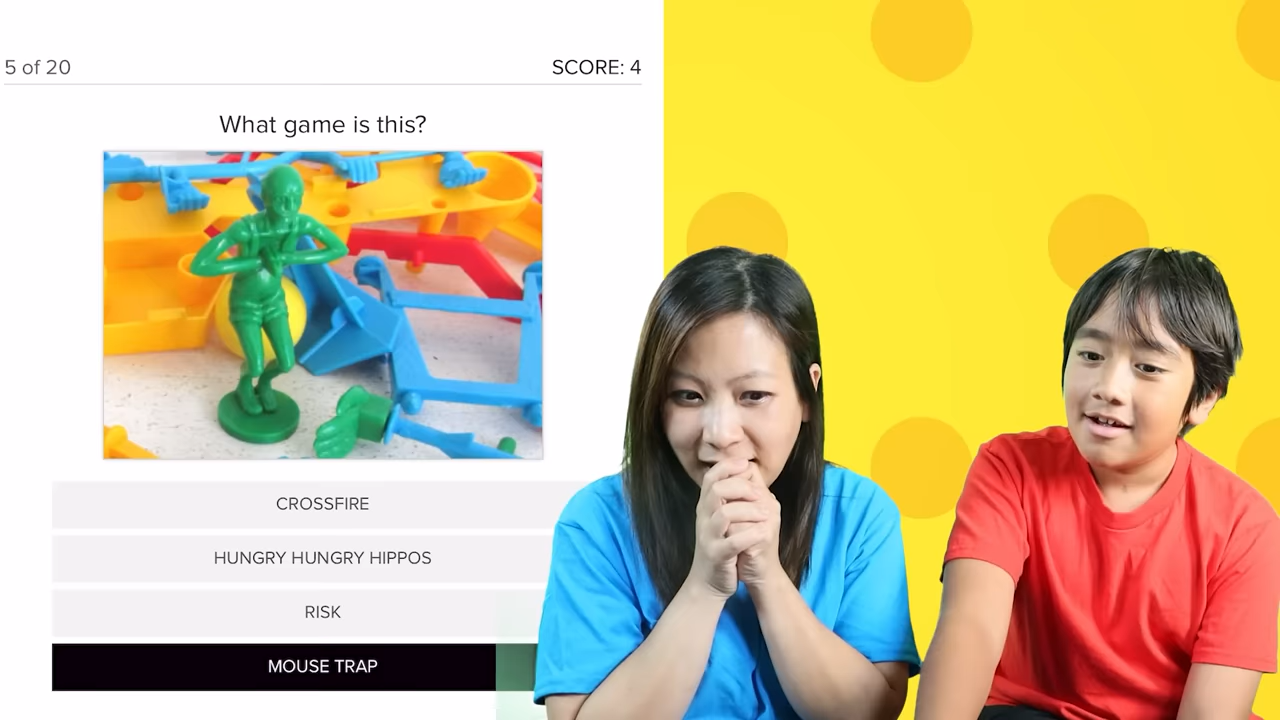 5 of 20
SCORE: 4
What game is this?
CROSSFIRE
HUNGRY HUNGRY HIPPOS
RISK
MOUSE TRAP